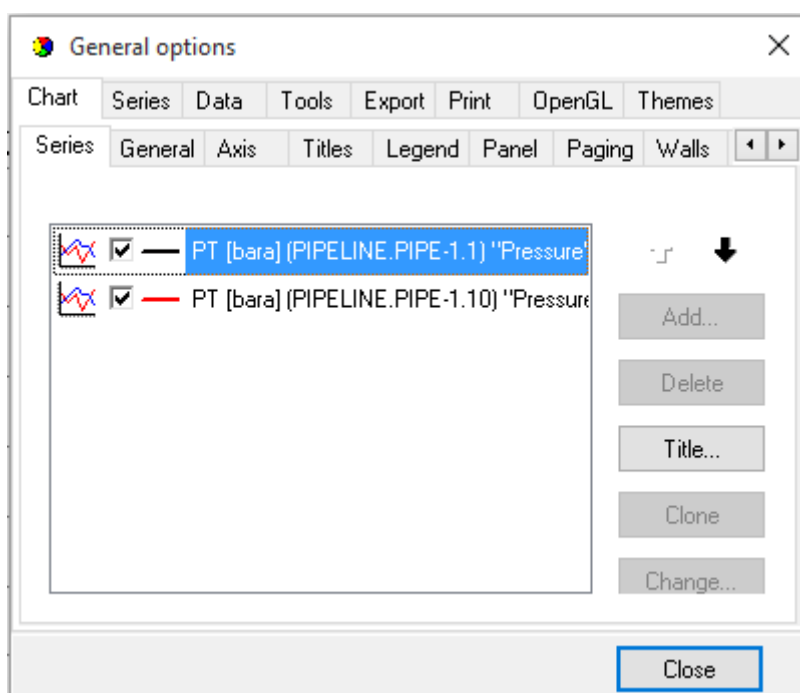 General options
Chart Series Data Tools Export Print OpenGL Themes
Series General Axis Titles Legend Panel Paging Walls
PT [bara] (PIPELINE.PIPE-1.1) "Pressure"
PT [bara] (PIPELINE.PIPE-1.10) "Pressure
Add...
Delete
Title...
Clone
Change...
Close